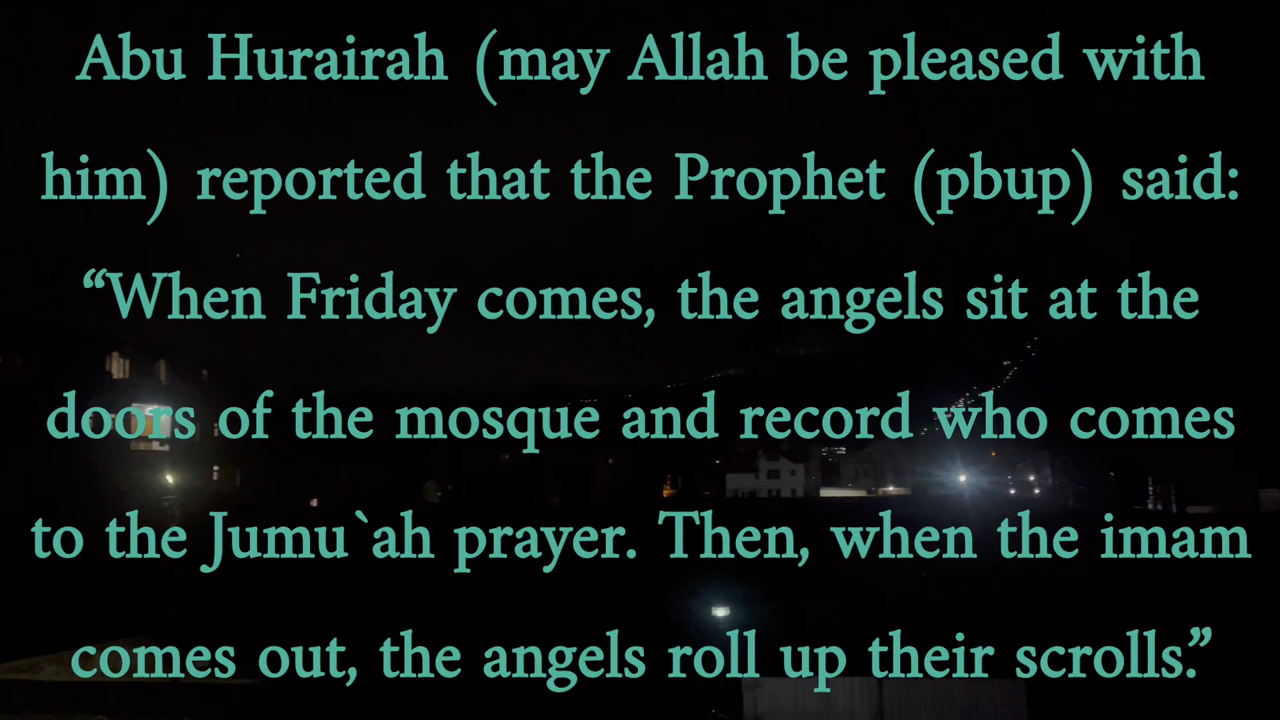 Abu Hurairah (may Allah be pleased with
him) reported that the Prophet (pbup) said:
“When Friday comes, the angels sit at the
doors of the mosque and record who comes
to the Jumu`ah prayer. Then, when the imam
comes out, the angels roll up their scrolls.”